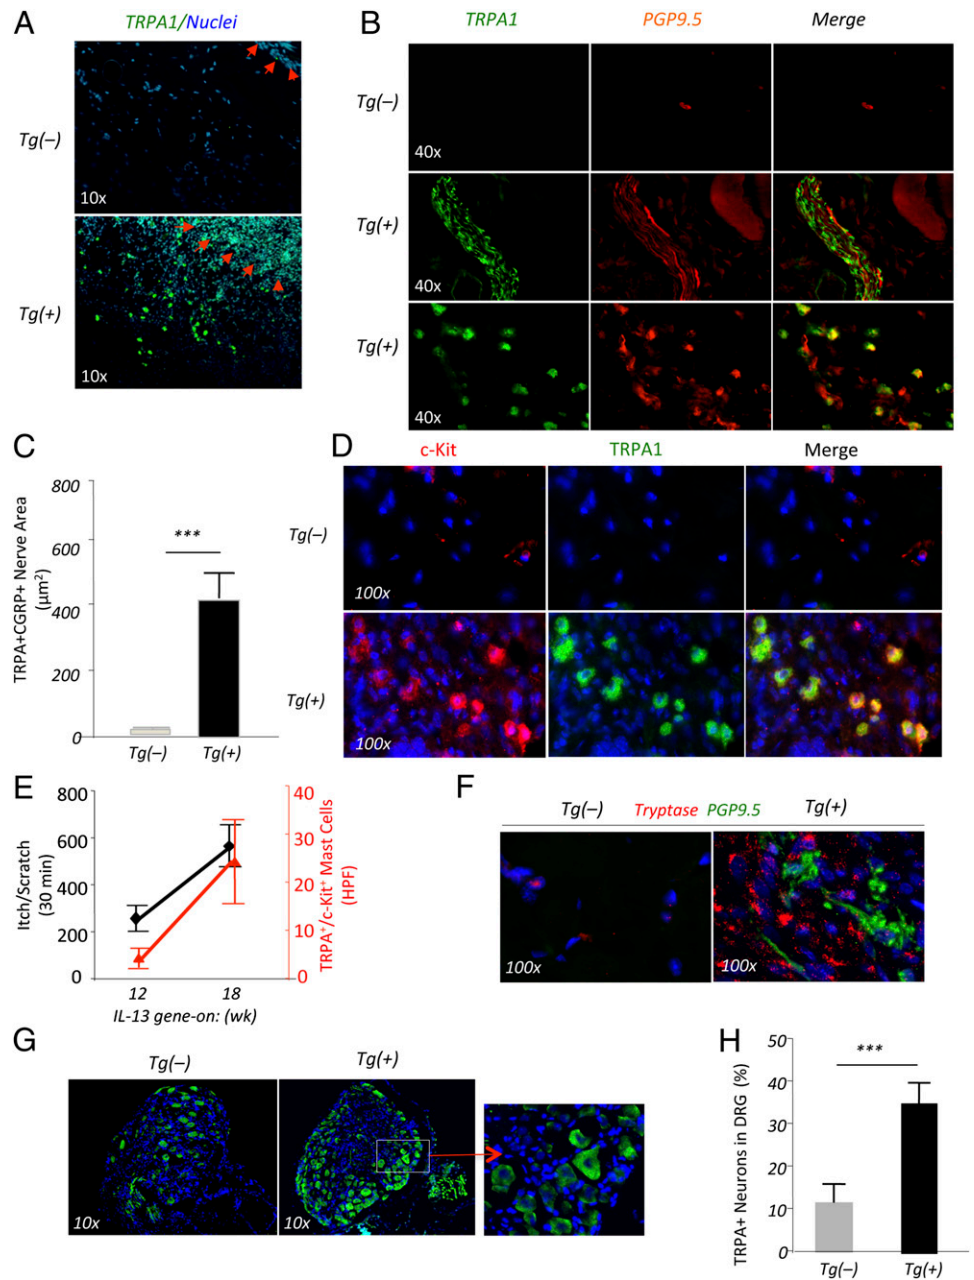 A
TRPA1/Nuclei
Tg(–)
10x
Tg(+)
10x
B
TRPA1
PGP9.5
Merge
Tg(–)
40x
Tg(+)
40x
Tg(+)
40x
C
TRPA+CGRP+ Nerve Area
(µm²)
800
600
400
200
0
***
Tg(–)
Tg(+)
D
c-Kit
TRPA1
Merge
Tg(–)
100x
Tg(+)
100x
E
Itch/Scratch
(30 min)
800
600
400
200
0
40
30
20
10
0
TRPA⁺/c-Kit⁺ Mast Cells
(HPF)
12
18
IL-13 gene-on: (wk)
F
Tg(–)
Tryptase
PGP9.5
Tg(+)
100x
100x
G
Tg(–)
Tg(+)
10x
10x
H
TRPA+ Neurons in DRG (%)
50
40
30
20
10
0
***
Tg(–)
Tg(+)